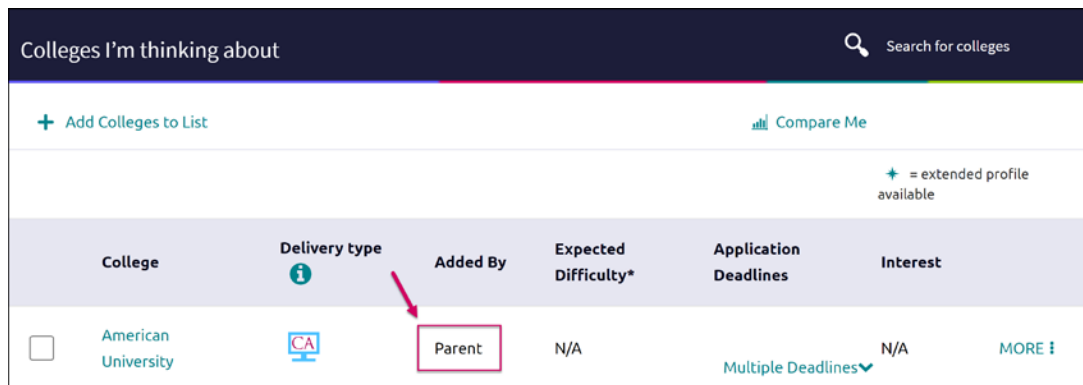 Colleges I'm thinking about
Search for colleges
Add Colleges to List
Compare Me
= extended profile
available
College
Delivery type
Added By
Expected
Difficulty*
Application
Deadlines
Interest
American
University
CA
Parent
N/A
Multiple Deadlines
N/A
MORE